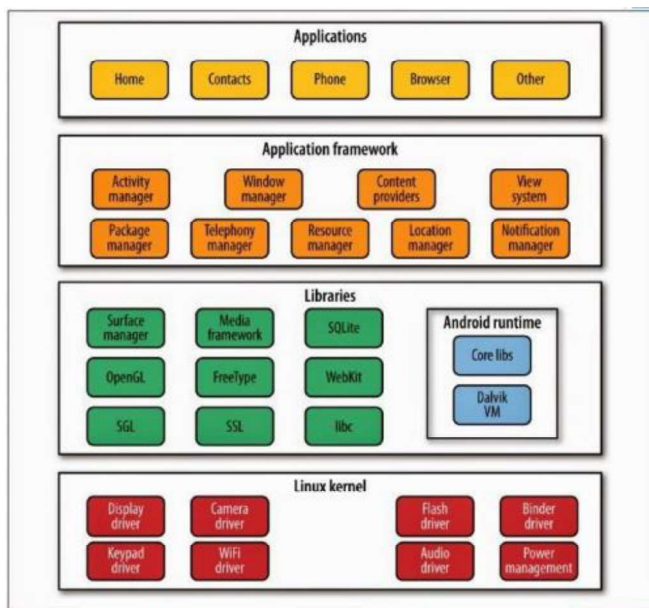 Applications
Home Contacts Phone Browser Other
Application framework
Activity manager
Window manager
Content providers
View system
Package manager
Telephony manager
Resource manager
Location manager
Notification manager
Libraries
Surface manager
Media framework
SQLite
OpenGL
FreeType
WebKit
SGL
SSL
libc
Android runtime
Core libs
Dalvik VM
Linux kernel
Display driver
Camera driver
Flash driver
Binder driver
Keypad driver
WiFi driver
Audio driver
Power management